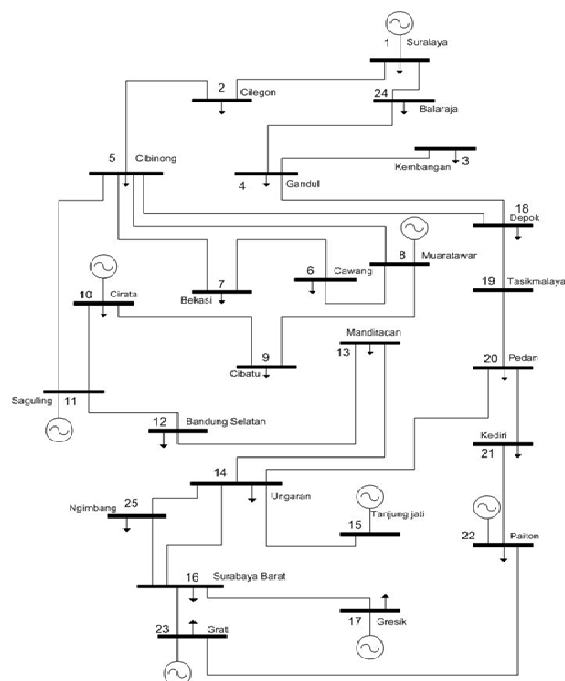 1 Suralaya
2 Cilegon
24 Balaraja
5 Cibinong
Kembangan 3
4 Gandul
18 Depok
8 Muaratawar
6 Cawang
7 Bekasi
19 Tasikmalaya
10 Cirata
Mandiracan
13
9
Cibatu
20 Pedan
Saguling 11
12 Bandung Selatan
Kediri
21
14
Ungaran
Ngimbang 25
Tanjungjati
15
22 Paiton
16 Surabaya Barat
17 Gresik
23 Grati